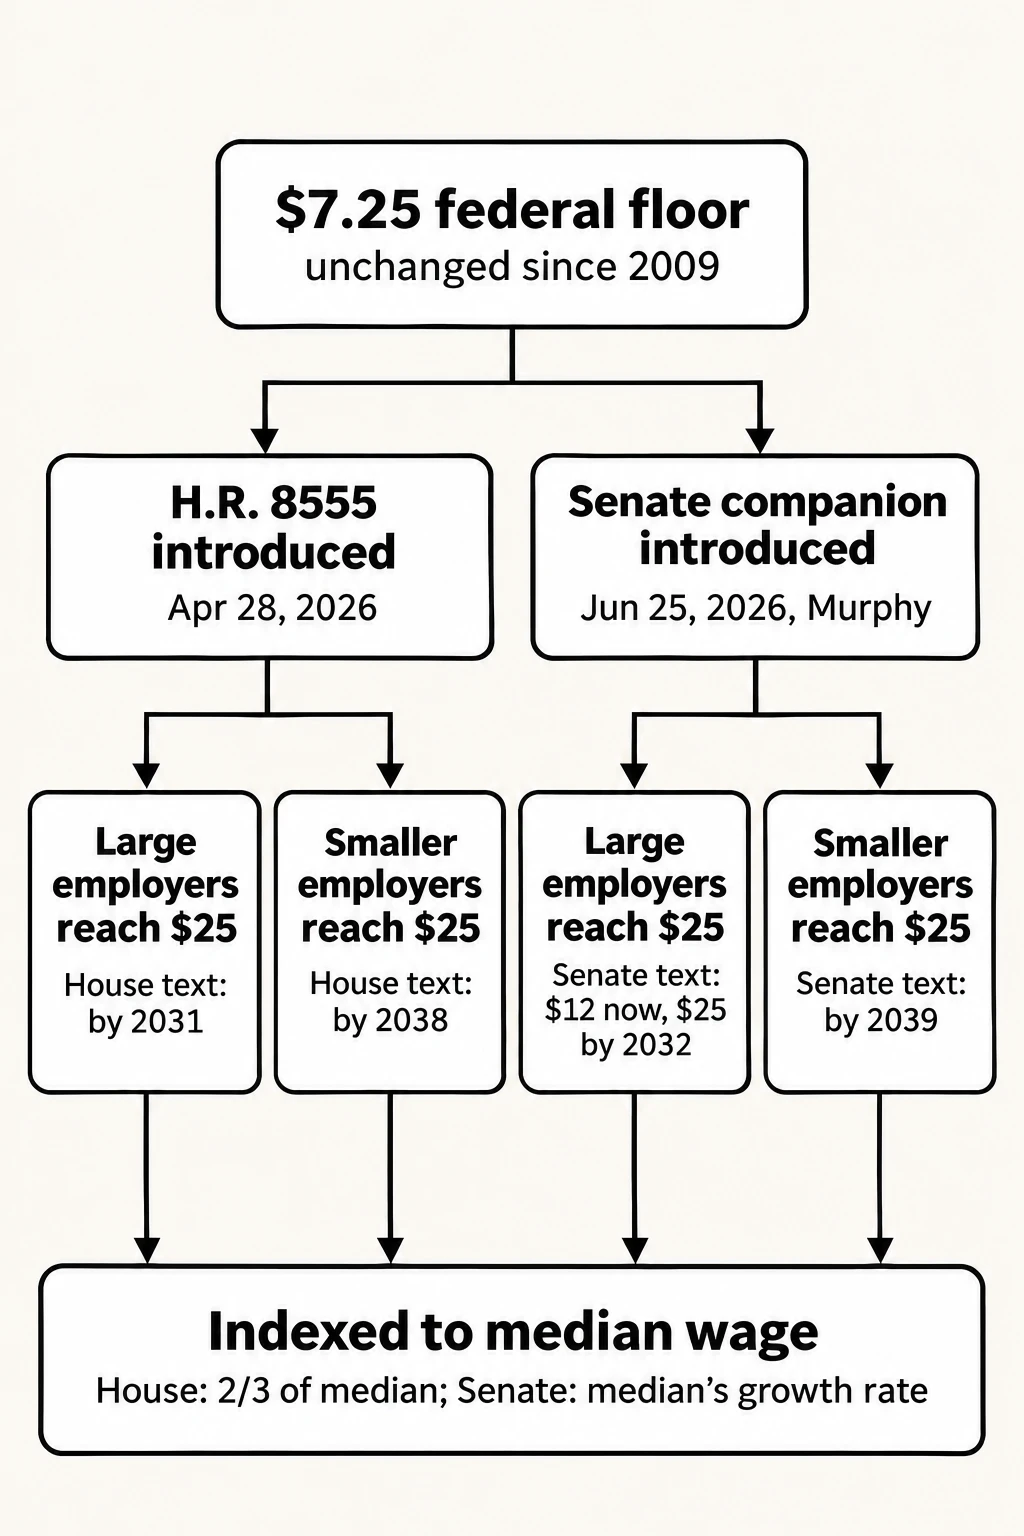 $7.25 federal floor
unchanged since 2009
H.R. 8555
introduced
Apr 28, 2026
Senate companion
introduced
Jun 25, 2026, Murphy
Large
employers
reach $25
House text:
by 2031
Smaller
employers
reach $25
House text:
by 2038
Large
employers
reach $25
Senate text:
$12 now, $25
by 2032
Smaller
employers
reach $25
Senate text:
by 2039
Indexed to median wage
House: 2/3 of median; Senate: median’s growth rate